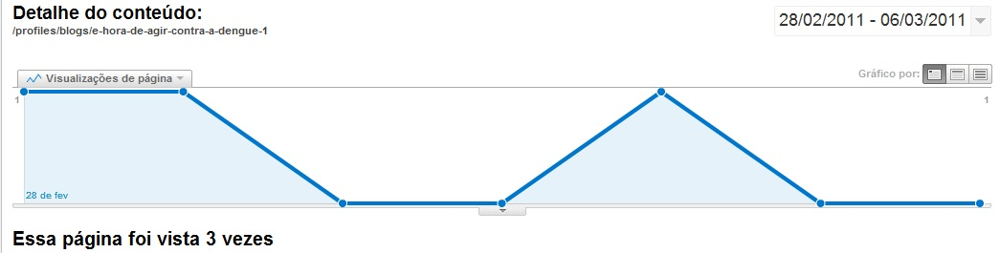 Detalhe do conteúdo:
/profiles/blogs/e-hora-de-agir-contra-a-dengue-1
28/02/2011 - 06/03/2011
Visualizações de página
Gráfico por:
1
1
28 de fev
Essa página foi vista 3 vezes